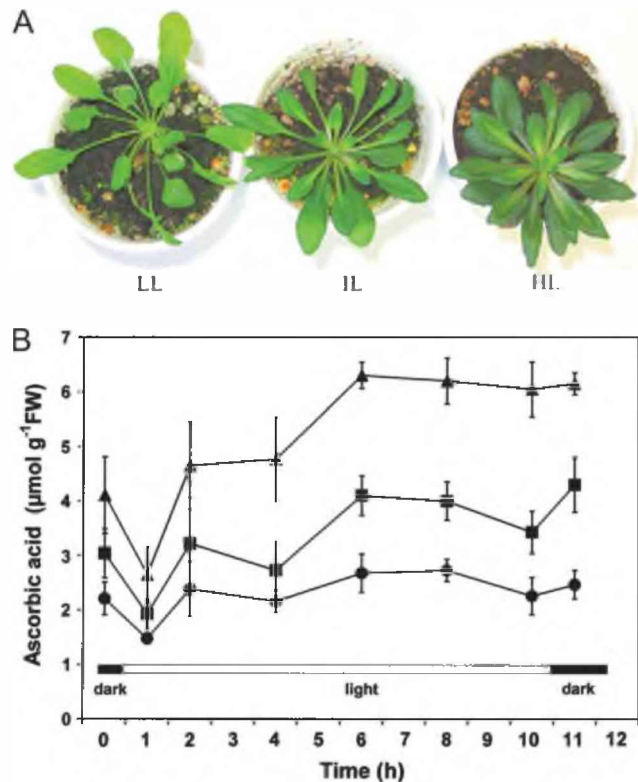 A
LL
IL
HL
B
7
6
5
4
3
2
1
0
Ascorbic acid (µmol g⁻¹FW)
dark
light
dark
0 1 2 3 4 5 6 7 8 9 10 11 12
Time (h)